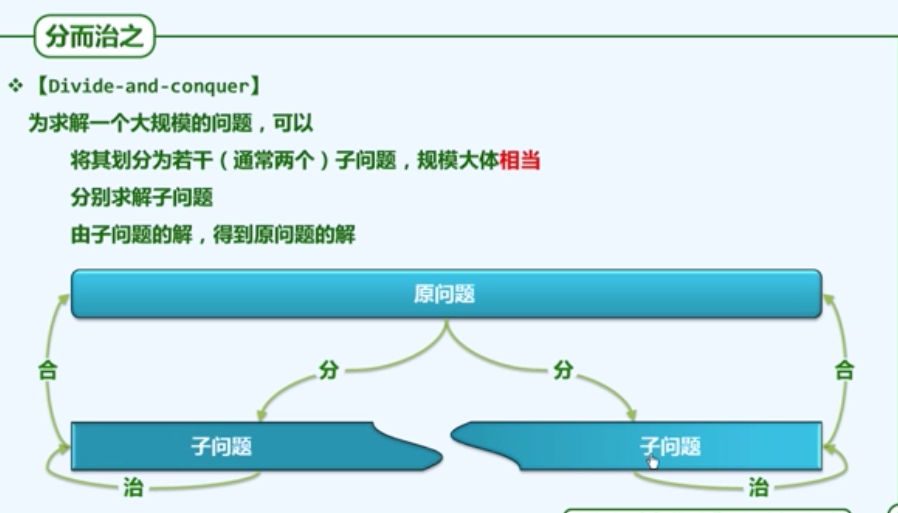 分而治之
❖【Divide-and-conquer】
为求解一个大规模的问题，可以
将其划分为若干（通常两个）子问题，规模大体相当
分别求解子问题
由子问题的解，得到原问题的解
原问题
合 分 分 合
子问题 子问题
治 治